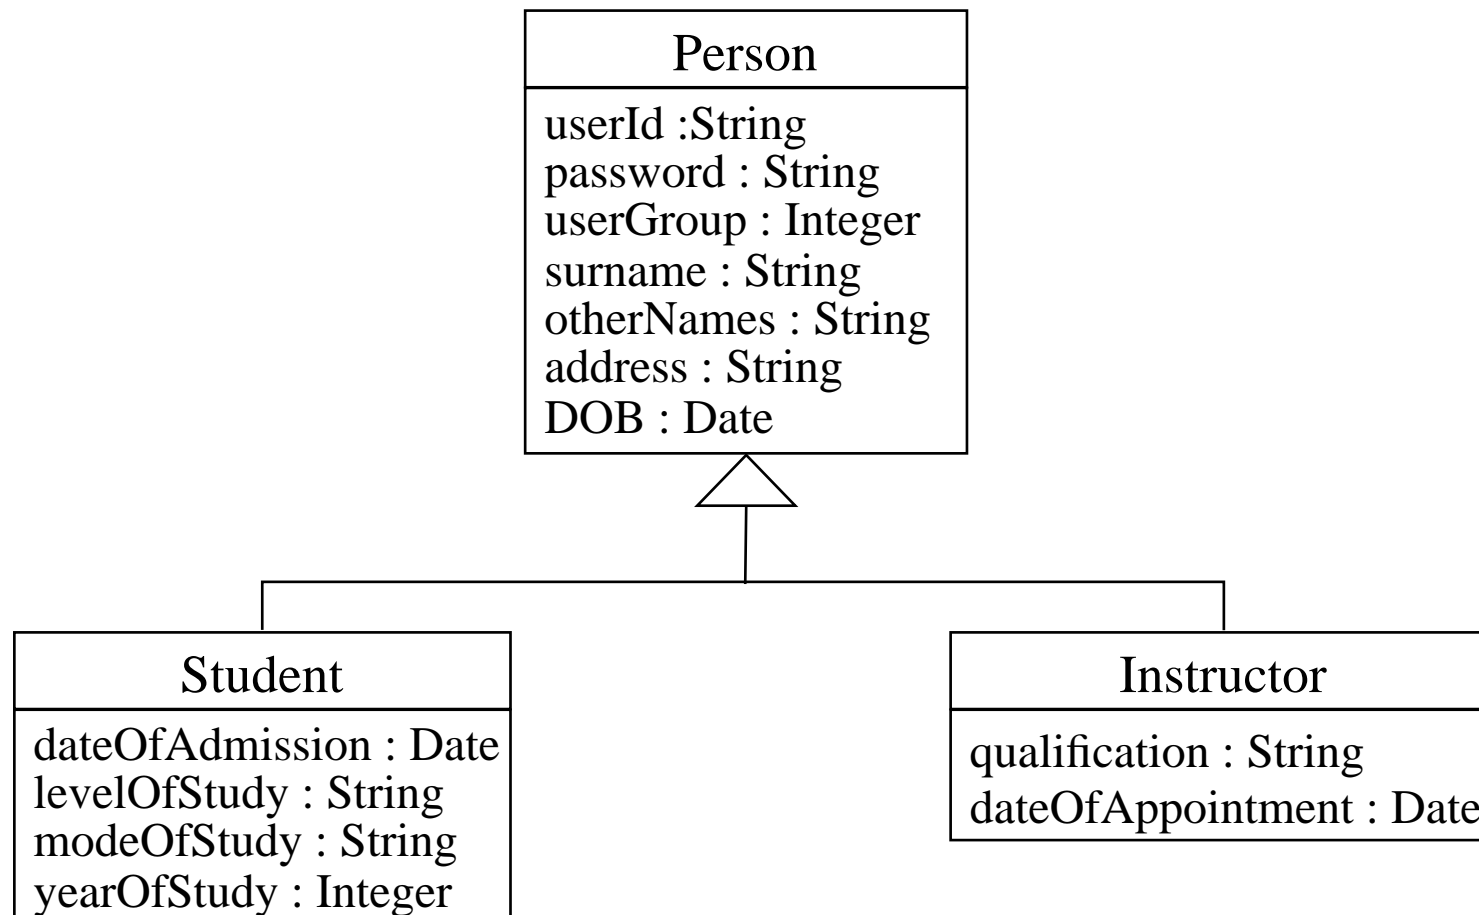 Person
userId :String
password : String
userGroup : Integer
surname : String
otherNames : String
address : String
DOB : Date
Student
dateOfAdmission : Date
levelOfStudy : String
modeOfStudy : String
yearOfStudy : Integer
Instructor
qualification : String
dateOfAppointment : Date